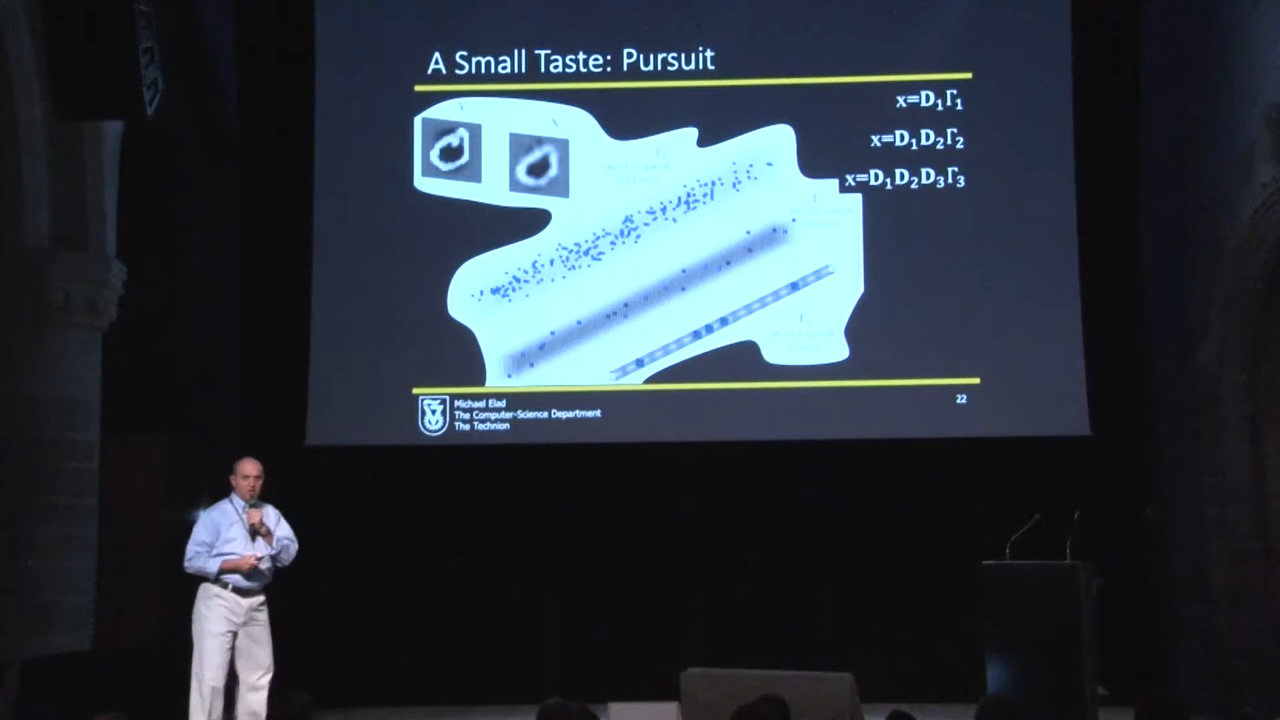 A Small Taste: Pursuit
x=D₁Γ₁
x=D₁D₂Γ₂
x=D₁D₂D₃Γ₃
Michael Elad
The Computer-Science Department
The Technion
22